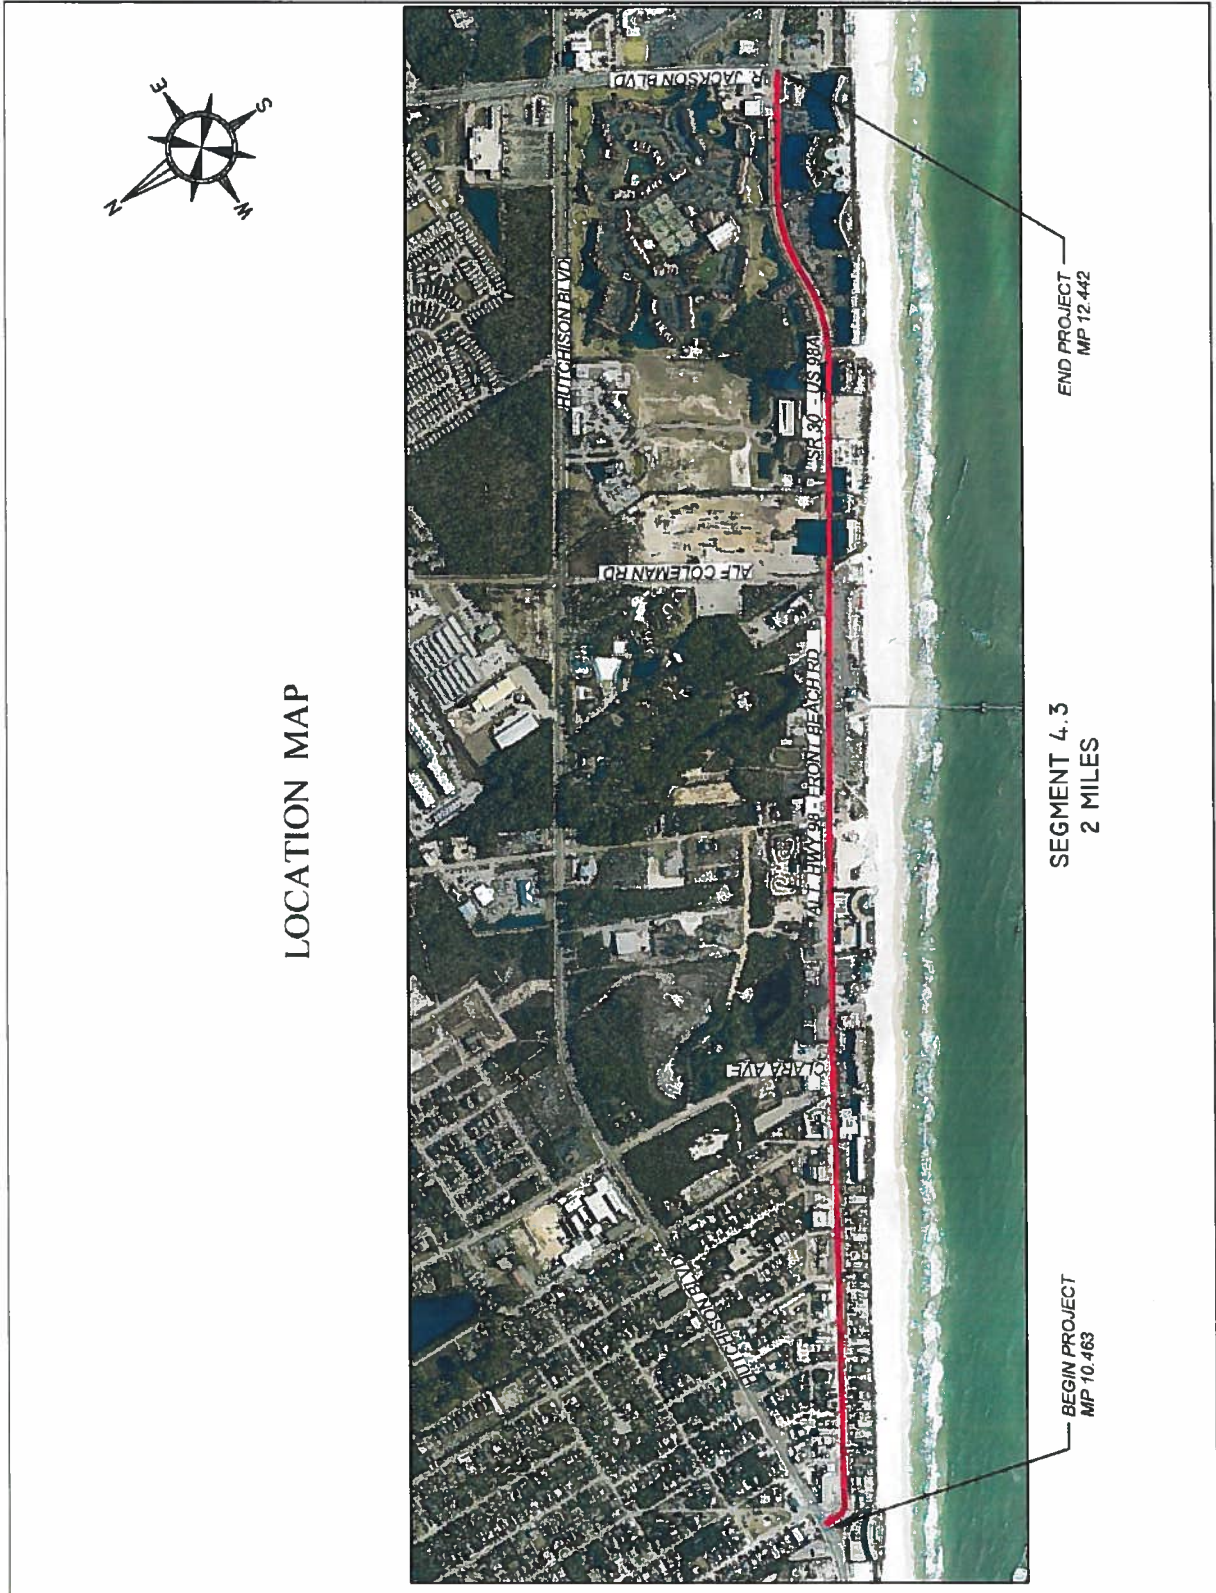 LOCATION MAP
N
E
S
W
HUTCHISON BLVD
HUTCHISON BLVD
CLARA AVE
ALF COLEMAN RD
R. JACKSON BLVD
ALT. HWY 98 - FRONT BEACH RD
SR 30 - US 98A
BEGIN PROJECT
MP 10.463
END PROJECT
MP 12.442
SEGMENT 4.3
2 MILES